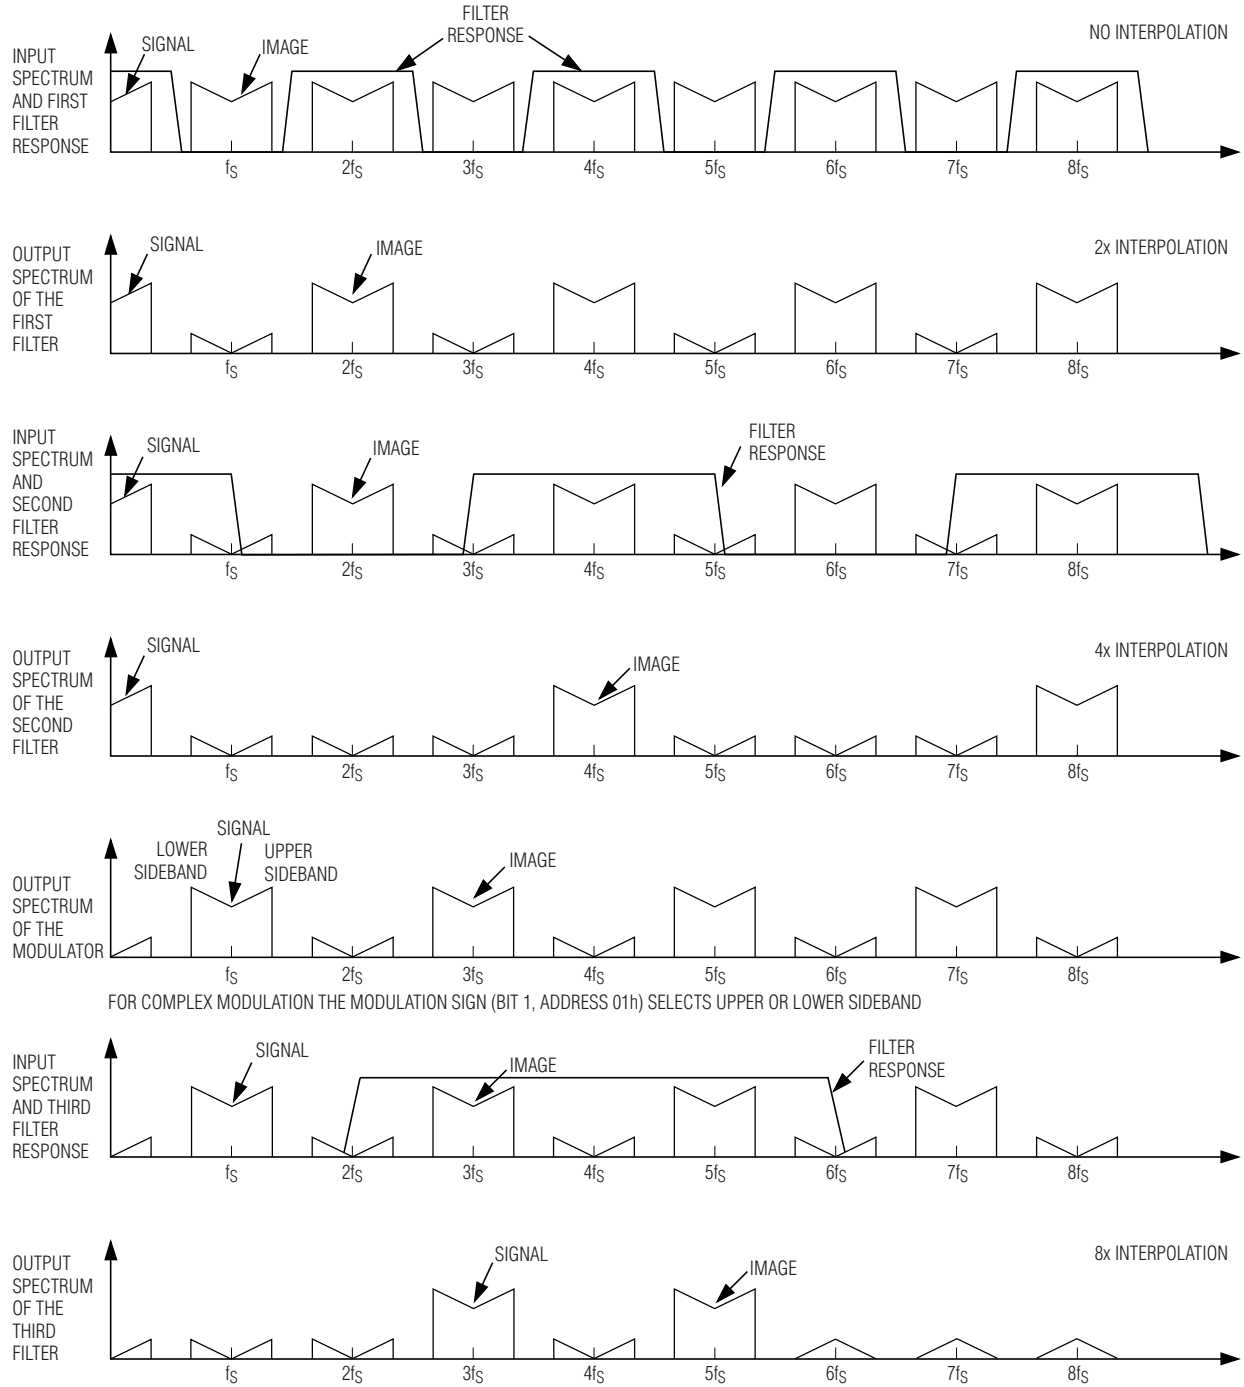 FILTER
RESPONSE
NO INTERPOLATION
SIGNAL
IMAGE
INPUT
SPECTRUM
AND FIRST
FILTER
RESPONSE
fS 2fS 3fS 4fS 5fS 6fS 7fS 8fS
SIGNAL
IMAGE
2x INTERPOLATION
OUTPUT
SPECTRUM
OF THE
FIRST
FILTER
fS 2fS 3fS 4fS 5fS 6fS 7fS 8fS
INPUT
SPECTRUM
AND
SECOND
FILTER
RESPONSE
SIGNAL
IMAGE
FILTER
RESPONSE
fS 2fS 3fS 4fS 5fS 6fS 7fS 8fS
SIGNAL
IMAGE
4x INTERPOLATION
OUTPUT
SPECTRUM
OF THE
SECOND
FILTER
fS 2fS 3fS 4fS 5fS 6fS 7fS 8fS
SIGNAL
LOWER
SIDEBAND
UPPER
SIDEBAND
IMAGE
OUTPUT
SPECTRUM
OF THE
MODULATOR
fS 2fS 3fS 4fS 5fS 6fS 7fS 8fS
FOR COMPLEX MODULATION THE MODULATION SIGN (BIT 1, ADDRESS 01h) SELECTS UPPER OR LOWER SIDEBAND
INPUT
SPECTRUM
AND THIRD
FILTER
RESPONSE
SIGNAL
IMAGE
FILTER
RESPONSE
fS 2fS 3fS 4fS 5fS 6fS 7fS 8fS
SIGNAL
IMAGE
8x INTERPOLATION
OUTPUT
SPECTRUM
OF THE
THIRD
FILTER
fS 2fS 3fS 4fS 5fS 6fS 7fS 8fS